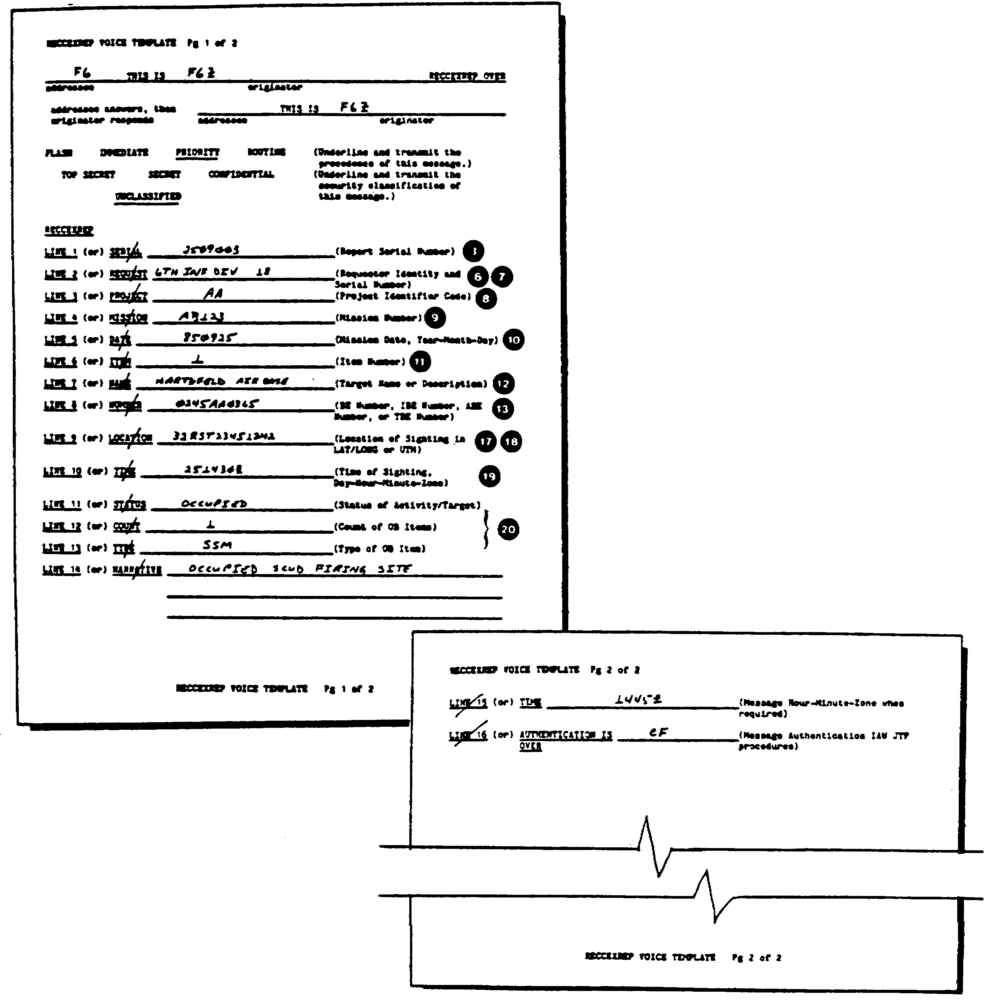 RECCEXREP VOICE TEMPLATE Pg 1 of 2
F6 THIS IS F6Z RECCEXREP OVER
addressee originator
addressee answers, then THIS IS F6Z
originator responds addressee originator
FLASH IMMEDIATE PRIORITY ROUTINE (Underline and transmit the
precedence of this message.)
TOP SECRET SECRET CONFIDENTIAL (Underline and transmit the
security classification of
UNCLASSIFIED this message.)
RECCEXREP
LINE 1 (or) SERIAL 2509003 (Report Serial Number)
LINE 2 (or) REQUEST 6TH INF DIV 18 (Requester Identity and 6 7
Serial Number)
LINE 3 (or) PROJECT AA (Project Identifier Code) 8
LINE 4 (or) MISSION AB123 (Mission Number) 9
LINE 5 (or) DATE 850925 (Mission Date, Year-Month-Day) 10
LINE 6 (or) ITEM 1 (Item Number) 11
LINE 7 (or) NAME AIR BASE (Target Name or Description) 12
LINE 8 (or) NUMBER 0245AA0365 (BE Number, IBE Number, ABE 13
Number, or TBE Number)
LINE 9 (or) LOCATION 32RST23451242 (Location of Sighting in 17 18
LAT/LONG or UTM)
LINE 10 (or) TIME 251430Z (Time of Sighting, 19
Day-Hour-Minute-Zone)
LINE 11 (or) STATUS OCCUPIED (Status of Activity/Target)
LINE 12 (or) COUNT 1 (Count of OB Items) 20
LINE 13 (or) TYPE SSM (Type of OB Item)
LINE 14 (or) NARRATIVE OCCUPIED SCUD FIRING SITE
RECCEXREP VOICE TEMPLATE Pg 1 of 2
RECCEXREP VOICE TEMPLATE Pg 2 of 2
LINE 15 (or) TIME 1445Z (Message Hour-Minute-Zone when
required)
LINE 16 (or) AUTHENTICATION IS CF (Message Authentication IAW JTF
OVER procedures)
RECCEXREP VOICE TEMPLATE Pg 2 of 2